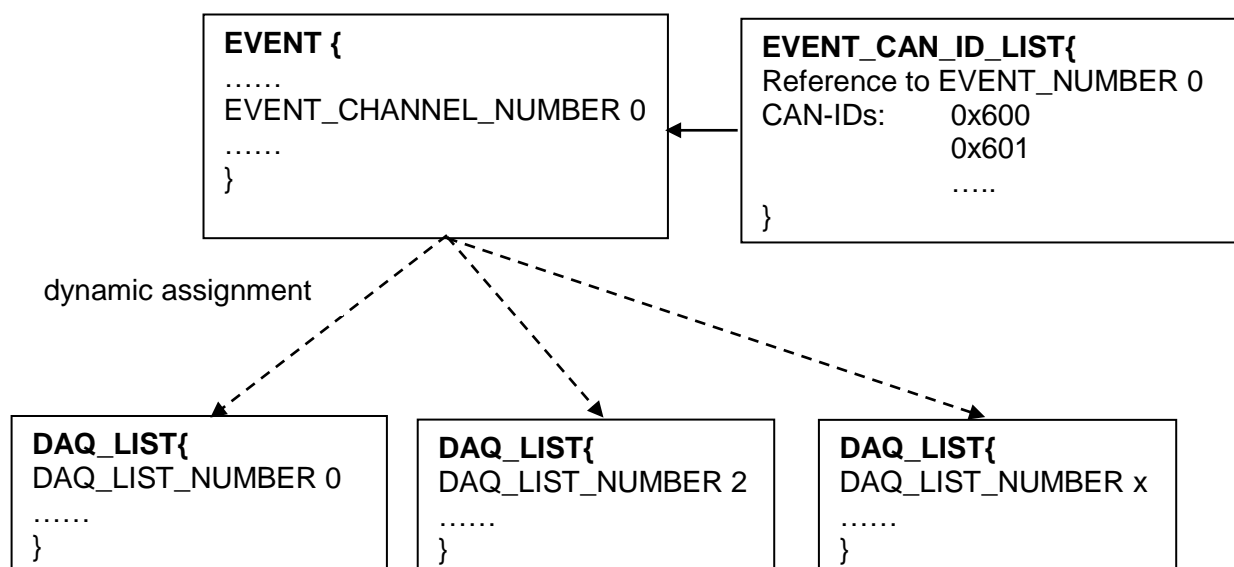 EVENT {
……
EVENT_CHANNEL_NUMBER 0
……
}
EVENT_CAN_ID_LIST{
Reference to EVENT_NUMBER 0
CAN-IDs: 0x600
0x601
…..
}
dynamic assignment
DAQ_LIST{
DAQ_LIST_NUMBER 0
……
}
DAQ_LIST{
DAQ_LIST_NUMBER 2
……
}
DAQ_LIST{
DAQ_LIST_NUMBER x
……
}